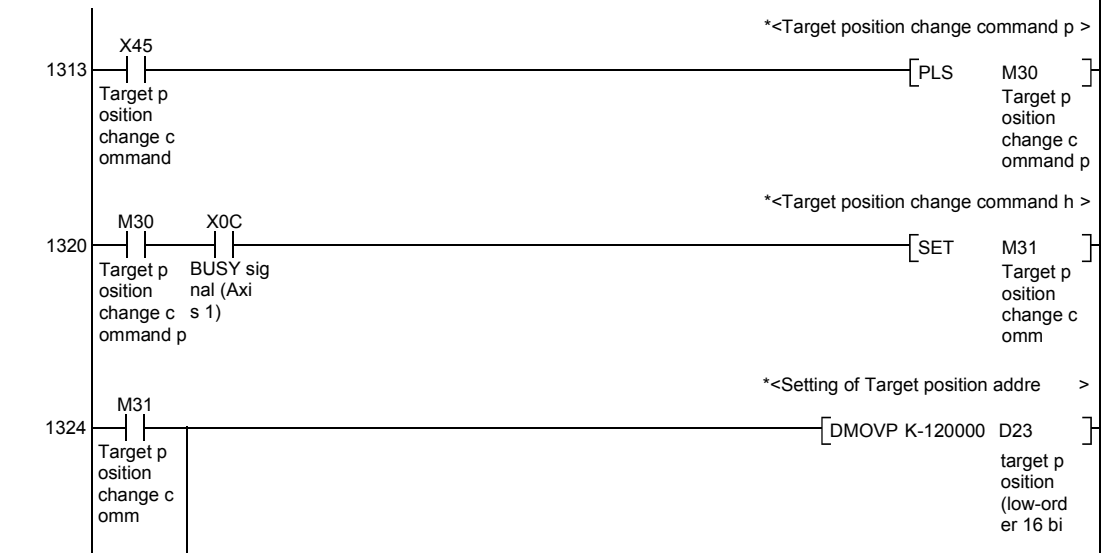 *<Target position change command p >
X45
1313
PLS M30
Target p
osition
change c
ommand
Target p
osition
change c
ommand p
*<Target position change command h >
M30 X0C
1320
SET M31
Target p
osition
change c
ommand p
BUSY sig
nal (Axi
s 1)
Target p
osition
change c
omm
*<Setting of Target position addre >
M31
1324
DMOVP K-120000 D23
Target p
osition
change c
omm
target p
osition
(low-ord
er 16 bi